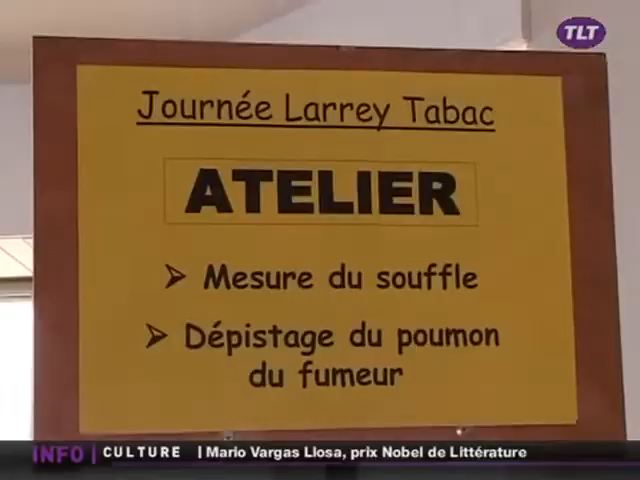 TLT
Journée Larrey Tabac
ATELIER
➢ Mesure du souffle
➢ Dépistage du poumon
du fumeur
INFO | CULTURE | Mario Vargas Llosa, prix Nobel de Littérature